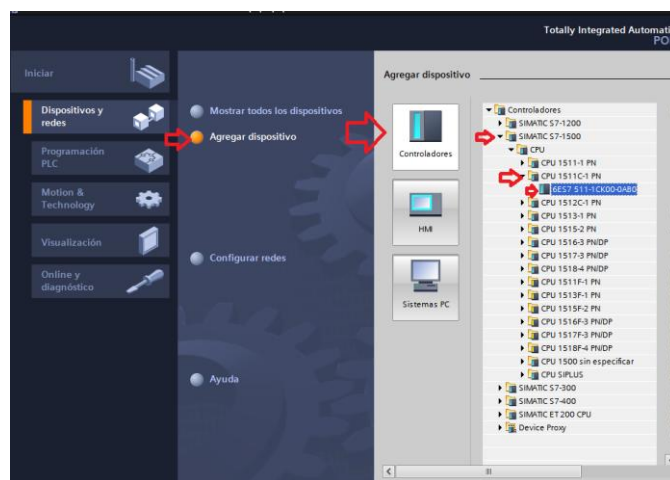 Totally Integrated Automati
PO
Iniciar
Dispositivos y
redes
Programación
PLC
Motion &
Technology
Visualización
Online y
diagnóstico
Mostrar todos los dispositivos
Agregar dispositivo
Configurar redes
Ayuda
Agregar dispositivo
Controladores
HMI
Sistemas PC
Controladores
SIMATIC S7-1200
SIMATIC S7-1500
CPU
CPU 1511-1 PN
CPU 1511C-1 PN
6ES7 511-1CK00-0AB0
CPU 1512C-1 PN
CPU 1513-1 PN
CPU 1515-2 PN
CPU 1516-3 PN/DP
CPU 1517-3 PN/DP
CPU 1518-4 PN/DP
CPU 1511F-1 PN
CPU 1513F-1 PN
CPU 1515F-2 PN
CPU 1516F-3 PN/DP
CPU 1517F-3 PN/DP
CPU 1518F-4 PN/DP
CPU 1500 sin especificar
CPU SIPLUS
SIMATIC S7-300
SIMATIC S7-400
SIMATIC ET 200 CPU
Device Proxy